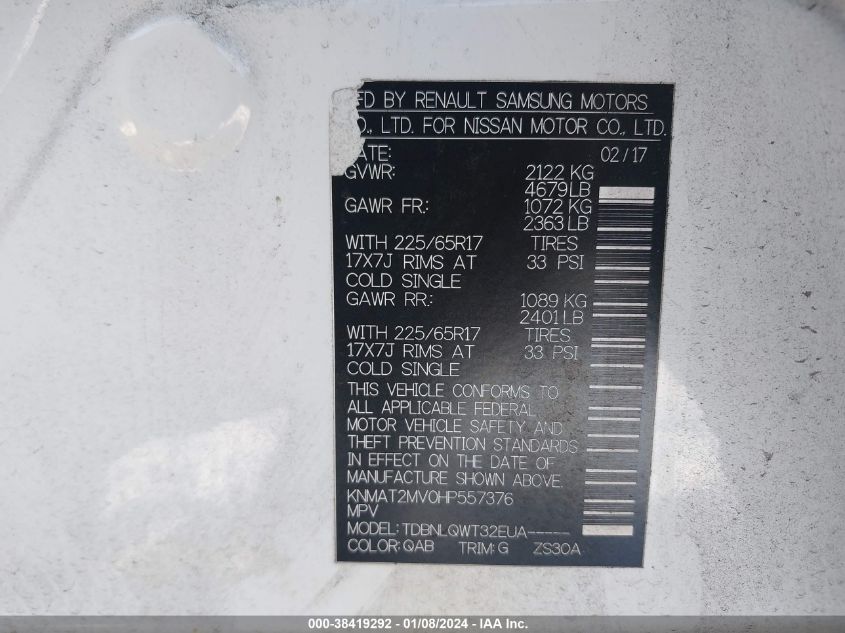 FD BY RENAULT SAMSUNG MOTORS
O., LTD. FOR NISSAN MOTOR CO., LTD.
ATE: 02/17
GVWR: 2122 KG
4679LB
GAWR FR.: 1072 KG
2363 LB
WITH 225/65R17 TIRES
17X7J RIMS AT 33 PSI
COLD SINGLE
GAWR RR.: 1089 KG
2401 LB
WITH 225/65R17 TIRES
17X7J RIMS AT 33 PSI
COLD SINGLE
THIS VEHICLE CONFORMS TO
ALL APPLICABLE FEDERAL
MOTOR VEHICLE SAFETY AND
THEFT PREVENTION STANDARDS
IN EFFECT ON THE DATE OF
MANUFACTURE SHOWN ABOVE.
KNMAT2MV0HP557376
MPV
MODEL: TDBNLQWT32EUA-----
COLOR: QAB TRIM: G ZS30A
000-38419292 - 01/08/2024 - IAA Inc.